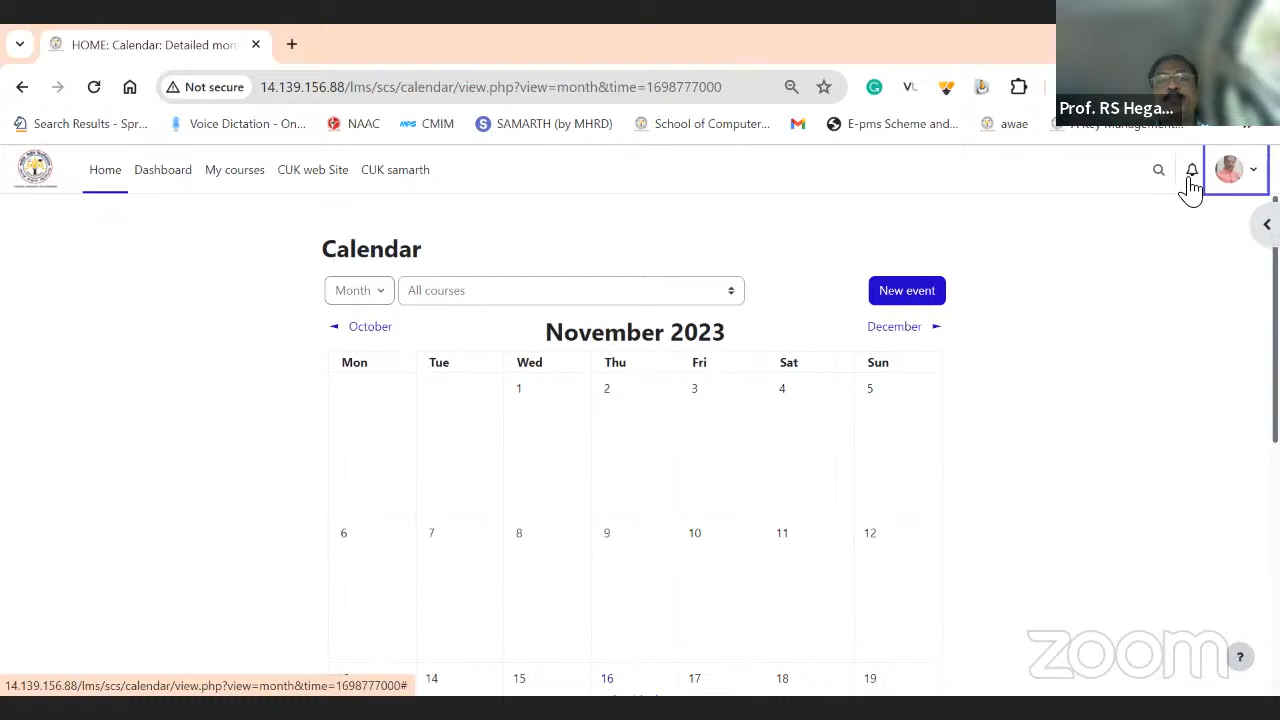 HOME: Calendar: Detailed mon
Not secure
14.139.156.88/lms/scs/calendar/view.php?view=month&time=1698777000
Prof. RS Hega...
Search Results - Spr...
Voice Dictation - On...
NAAC
CMIM
SAMARTH (by MHRD)
School of Computer...
E-pms Scheme and...
awae
Home
Dashboard
My courses
CUK web Site
CUK samarth
Calendar
Month
All courses
New event
◄ October
November 2023
December ►
Mon Tue Wed Thu Fri Sat Sun
1 2 3 4 5
6 7 8 9 10 11 12
14 15 16 17 18 19
zoom
?
14.139.156.88/lms/scs/calendar/view.php?view=month&time=1698777000#